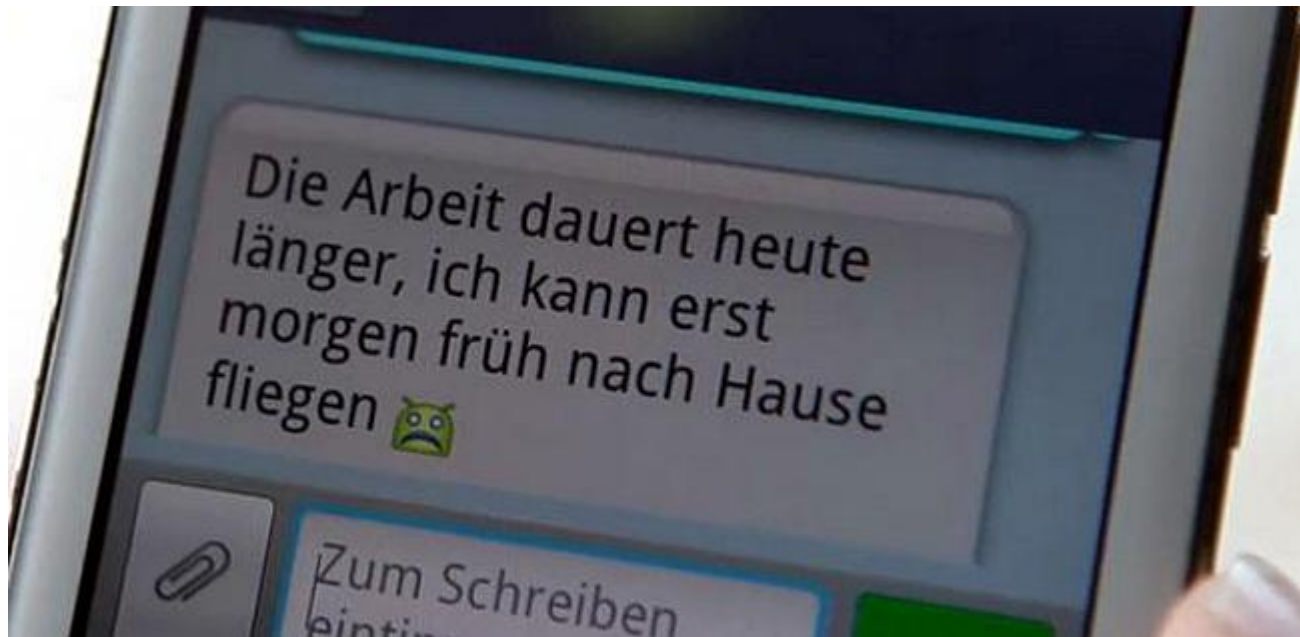 Die Arbeit dauert heute
länger, ich kann erst
morgen früh nach Hause
fliegen
Zum Schreiben